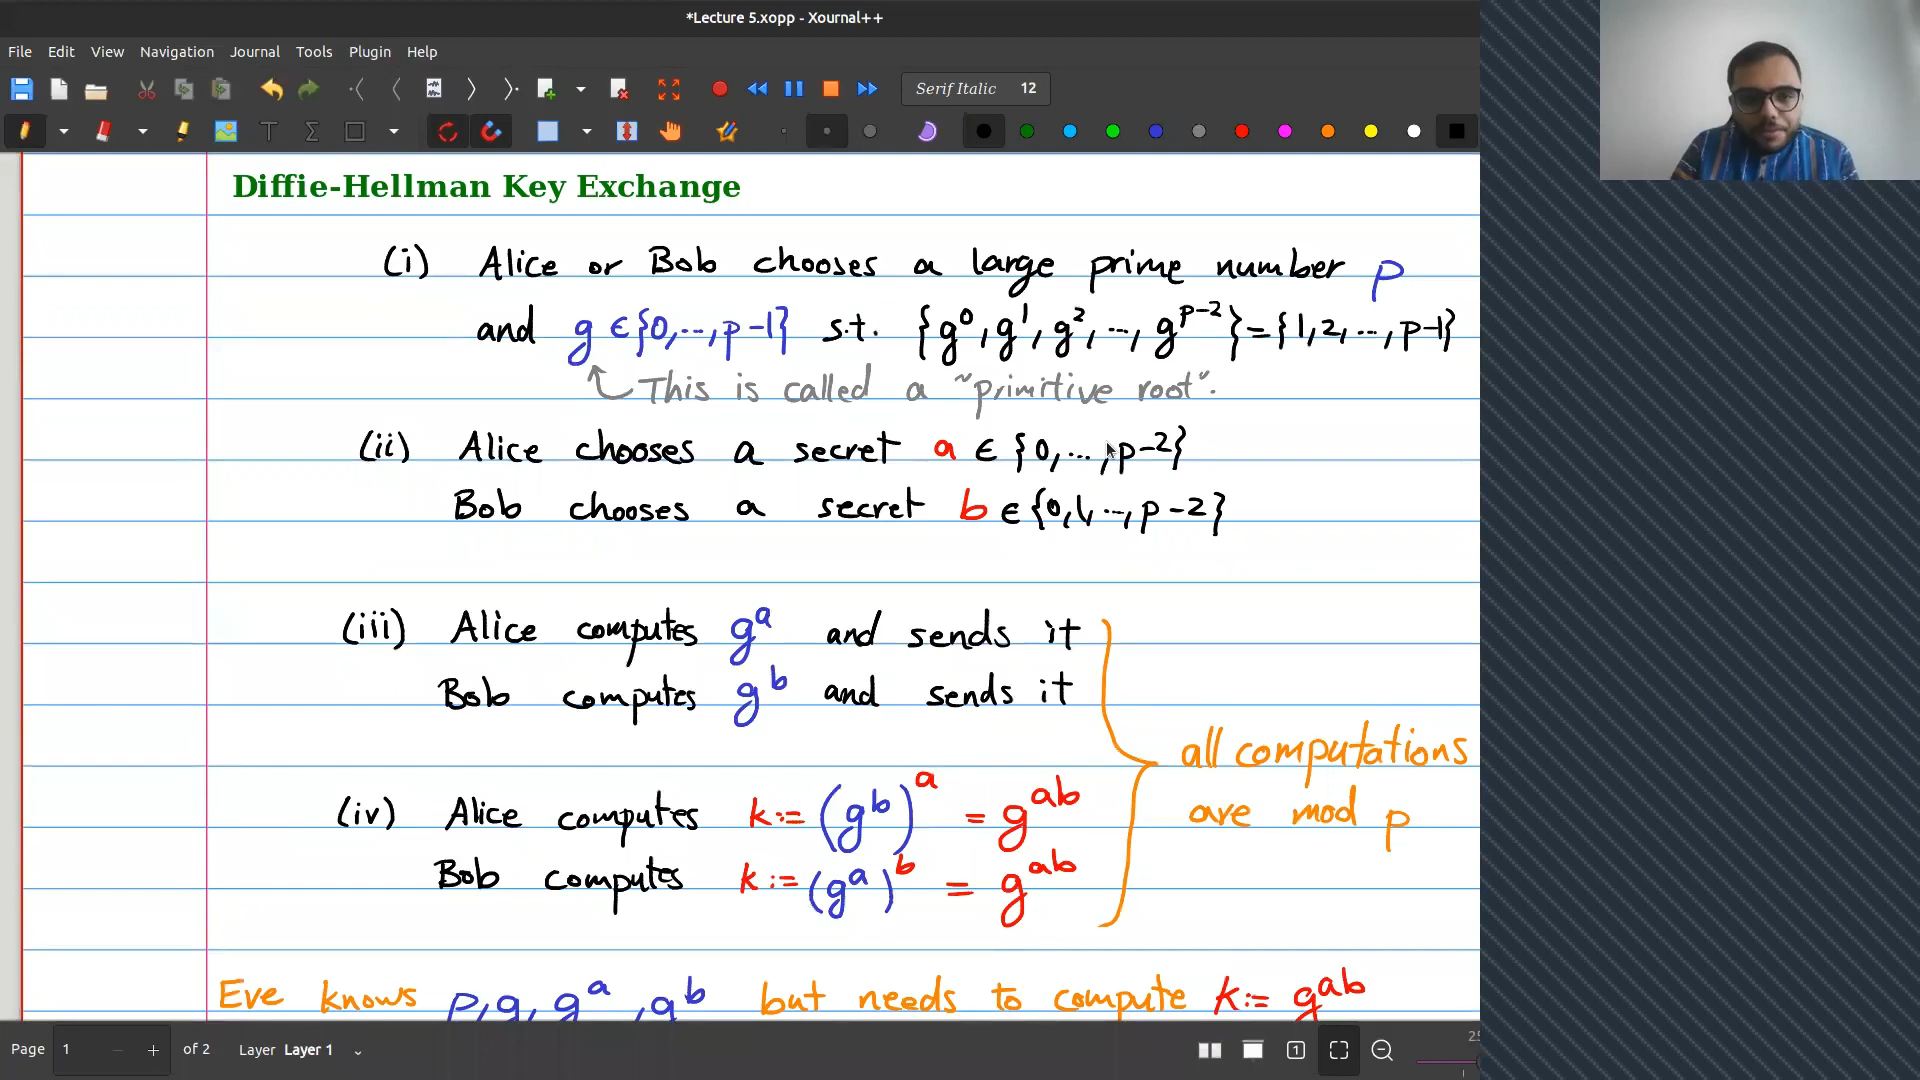 *Lecture 5.xopp - Xournal++
File Edit View Navigation Journal Tools Plugin Help
Serif Italic 12
Diffie-Hellman Key Exchange
(i) Alice or Bob chooses a large prime number p
and g ∈ {0,...,p-1} s.t. {g⁰, g¹, g², ..., g^{p-2}} = {1, 2, ..., p-1}
This is called a "primitive root".
(ii) Alice chooses a secret a ∈ {0,...,p-2}
Bob chooses a secret b ∈ {0,1,...,p-2}
(iii) Alice computes g^a and sends it
Bob computes g^b and sends it
all computations
are mod p
(iv) Alice computes k := (g^b)^a = g^{ab}
Bob computes k := (g^a)^b = g^{ab}
Eve knows p, g, g^a, g^b but needs to compute k := g^{ab}
Page 1 of 2 Layer Layer 1
1
25